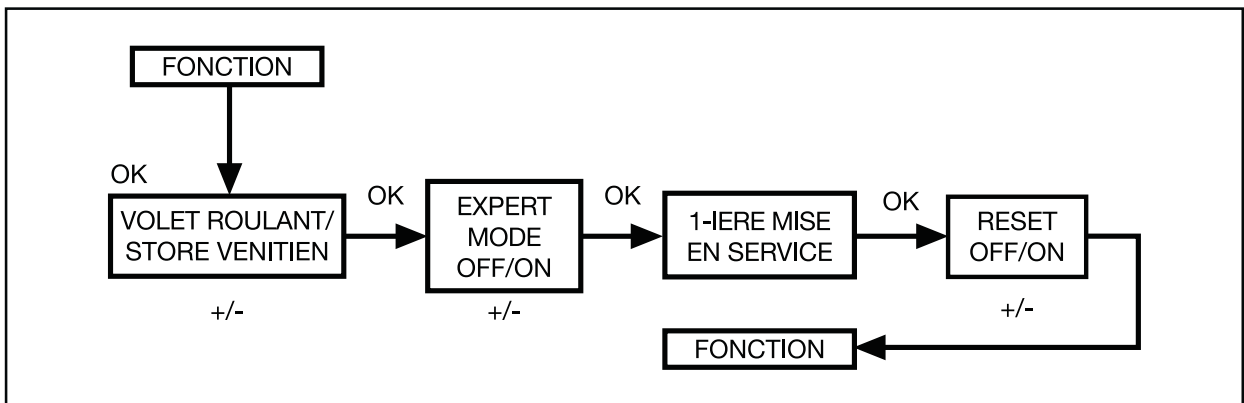 FONCTION
OK
VOLET ROULANT/
STORE VENITIEN
+/-
OK
EXPERT
MODE
OFF/ON
+/-
OK
1-IERE MISE
EN SERVICE
OK
RESET
OFF/ON
+/-
FONCTION